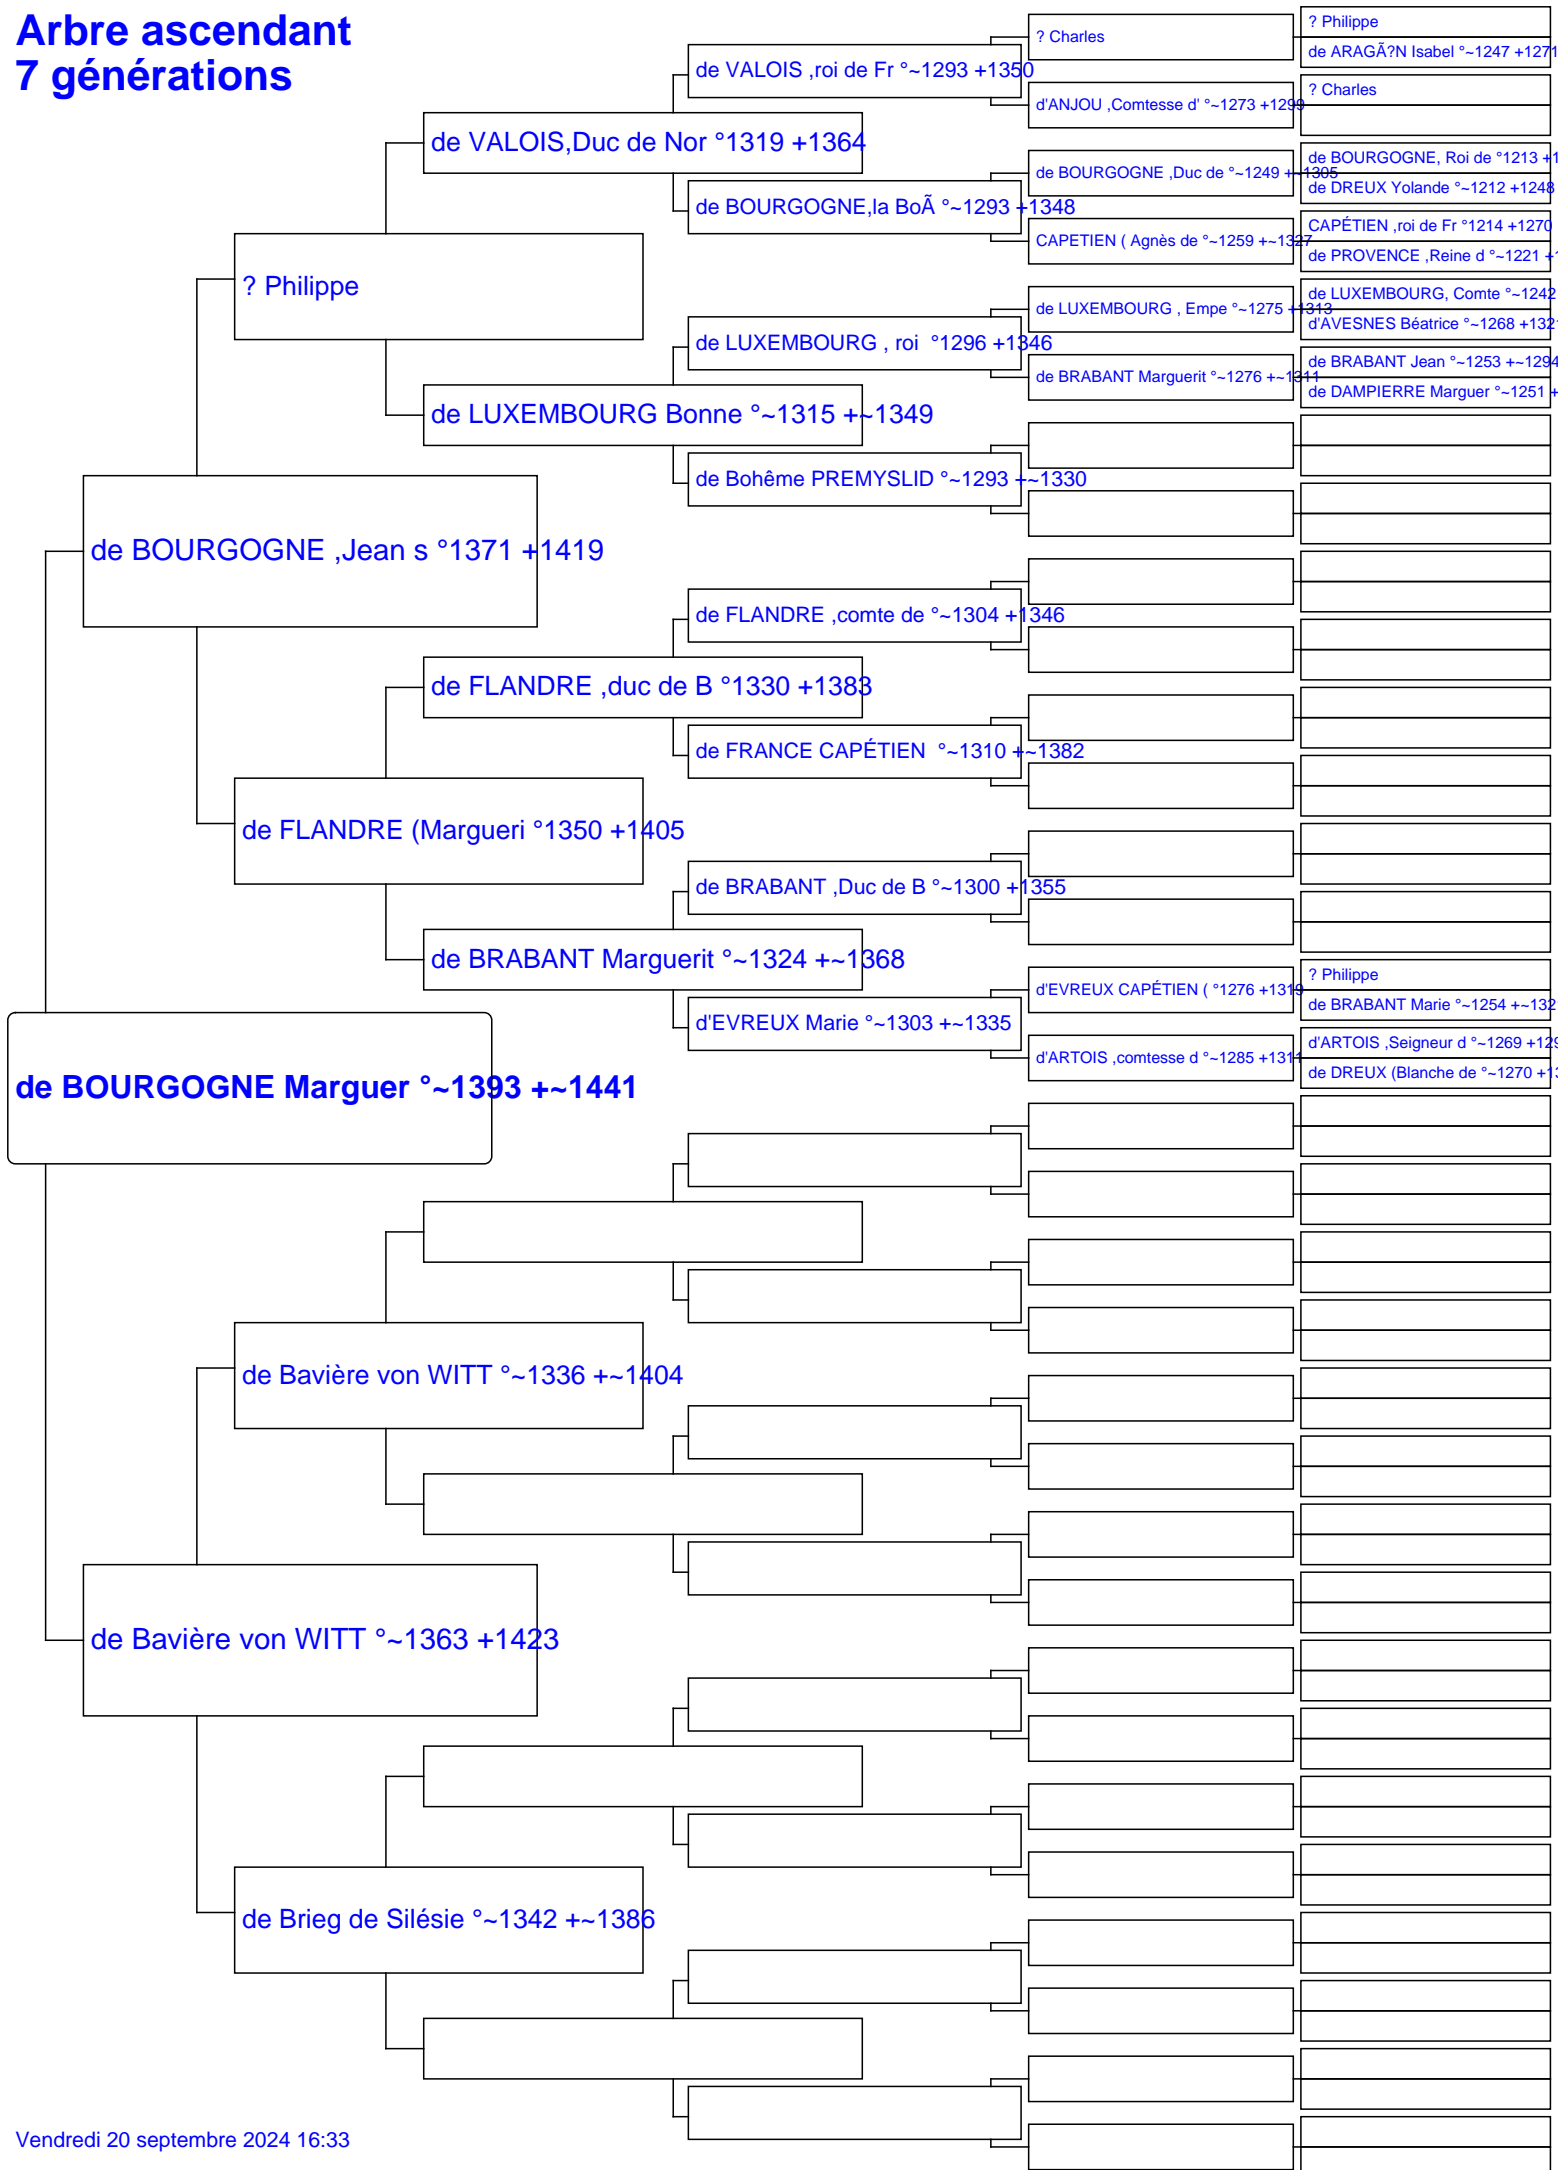 Arbre ascendant
7 générations
? Philippe
de ARAGÃ?N Isabel °~1247 +1271
? Charles
de VALOIS ,roi de Fr °~1293 +1350
? Charles
d'ANJOU ,Comtesse d' °~1273 +1299
de VALOIS,Duc de Nor °1319 +1364
de BOURGOGNE, Roi de °1213 +1
de DREUX Yolande °~1212 +1248
de BOURGOGNE ,Duc de °~1249 +~1305
de BOURGOGNE,la BoÃ °~1293 +1348
CAPÉTIEN ,roi de Fr °1214 +1270
de PROVENCE ,Reine d °~1221 +1
CAPETIEN ( Agnès de °~1259 +~1327
? Philippe
de LUXEMBOURG, Comte °~1242
d'AVESNES Béatrice °~1268 +1321
de LUXEMBOURG , Empe °~1275 +1313
de LUXEMBOURG , roi  °1296 +1346
de BRABANT Jean °~1253 +~1294
de DAMPIERRE Marguer °~1251 +
de BRABANT Marguerit °~1276 +~1311
de LUXEMBOURG Bonne °~1315 +~1349
de Bohême PREMYSLID °~1293 +~1330
de BOURGOGNE ,Jean s °1371 +1419
de FLANDRE ,comte de °~1304 +1346
de FLANDRE ,duc de B °1330 +1383
de FRANCE CAPÉTIEN  °~1310 +~1382
de FLANDRE (Margueri °1350 +1405
de BRABANT ,Duc de B °~1300 +1355
de BRABANT Marguerit °~1324 +~1368
? Philippe
de BRABANT Marie °~1254 +~132
d'EVREUX CAPÉTIEN ( °1276 +1319
d'EVREUX Marie °~1303 +~1335
d'ARTOIS ,Seigneur d °~1269 +129
de DREUX (Blanche de °~1270 +13
d'ARTOIS ,comtesse d °~1285 +1311
de BOURGOGNE Marguer °~1393 +~1441
de Bavière von WITT °~1336 +~1404
de Bavière von WITT °~1363 +1423
de Brieg de Silésie °~1342 +~1386
Vendredi 20 septembre 2024 16:33